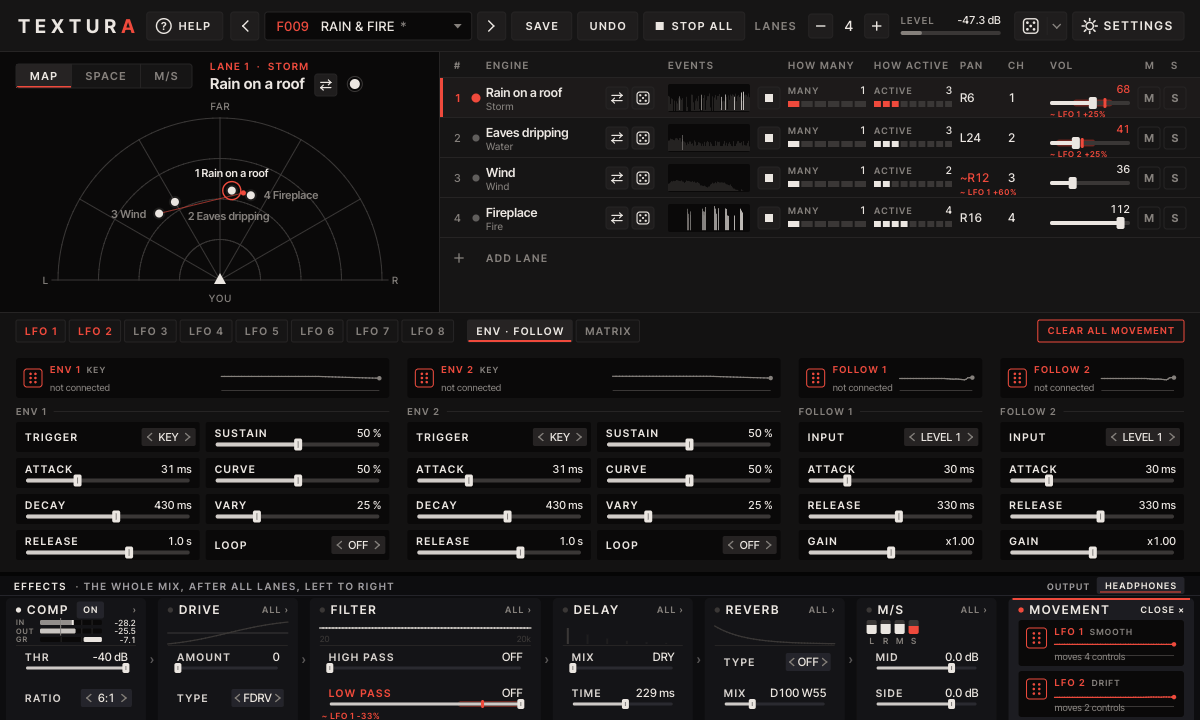 TEXTURA HELP F009 RAIN & FIRE * SAVE UNDO STOP ALL LANES 4 LEVEL -47.3 dB SETTINGS
MAP SPACE M/S
LANE 1 · STORM
Rain on a roof
FAR
1 Rain on a roof
4 Fireplace
3 Wind
2 Eaves dripping
L
R
YOU
# ENGINE EVENTS HOW MANY HOW ACTIVE PAN CH VOL M S
1 Rain on a roof Storm MANY 1 ACTIVE 3 R6 1 68 ~ LFO 1 +25% M S
2 Eaves dripping Water MANY 1 ACTIVE 3 L24 2 41 ~ LFO 2 +25% M S
3 Wind Wind MANY 1 ACTIVE 2 ~R12 ~ LFO 1 +60% 3 36 M S
4 Fireplace Fire MANY 1 ACTIVE 4 R16 4 112 M S
+ ADD LANE
LFO 1 LFO 2 LFO 3 LFO 4 LFO 5 LFO 6 LFO 7 LFO 8 ENV · FOLLOW MATRIX CLEAR ALL MOVEMENT
ENV 1 KEY
not connected
ENV 2 KEY
not connected
FOLLOW 1
not connected
FOLLOW 2
not connected
ENV 1 ENV 2 FOLLOW 1 FOLLOW 2
TRIGGER < KEY > SUSTAIN 50 % TRIGGER < KEY > SUSTAIN 50 % INPUT < LEVEL 1 > INPUT < LEVEL 1 >
ATTACK 31 ms CURVE 50 % ATTACK 31 ms CURVE 50 % ATTACK 30 ms ATTACK 30 ms
DECAY 430 ms VARY 25 % DECAY 430 ms VARY 25 % RELEASE 330 ms RELEASE 330 ms
RELEASE 1.0 s LOOP < OFF > RELEASE 1.0 s LOOP < OFF > GAIN x1.00 GAIN x1.00
EFFECTS · THE WHOLE MIX, AFTER ALL LANES, LEFT TO RIGHT OUTPUT HEADPHONES
COMP ON ›
IN -28.2
OUT -25.5
GR -7.1
THR -40 dB
RATIO < 6:1 >
DRIVE ALL ›
AMOUNT 0
TYPE < FDRV >
FILTER ALL ›
20 20k
HIGH PASS OFF
LOW PASS OFF
~ LFO 1 -33%
DELAY ALL ›
MIX DRY
TIME 229 ms
REVERB ALL ›
TYPE < OFF >
MIX D100 W55
M/S ALL ›
L R M S
MID 0.0 dB
SIDE 0.0 dB
MOVEMENT CLOSE ×
LFO 1 SMOOTH
moves 4 controls
LFO 2 DRIFT
moves 2 controls